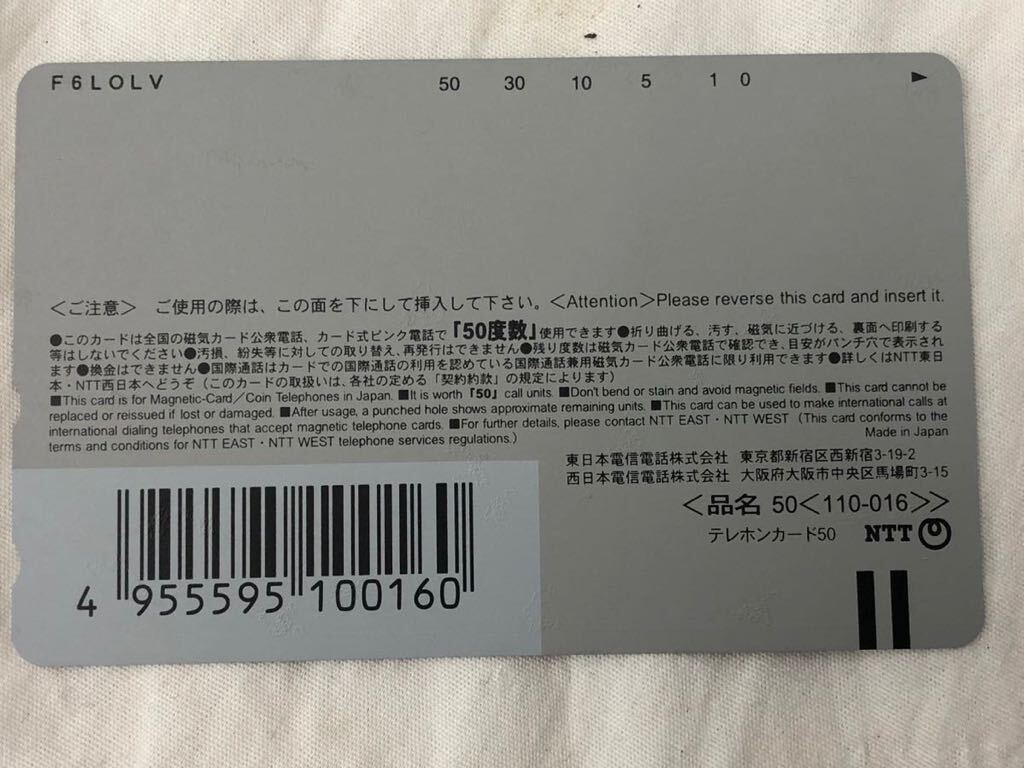 F6LOLV 50 30 10 5 1 0 ▶
＜ご注意＞ ご使用の際は、この面を下にして挿入して下さい。＜Attention＞Please reverse this card and insert it.
●このカードは全国の磁気カード公衆電話、カード式ピンク電話で「50度数」使用できます●折り曲げる、汚す、磁気に近づける、裏面へ印刷する
等はしないでください●汚損、紛失等に対しての取り替え、再発行はできません●残り度数は磁気カード公衆電話で確認でき、目安がパンチ穴で表示され
ます●換金はできません●国際通話はカードでの国際通話の利用を認めている国際通話兼用磁気カード公衆電話に限り利用できます●詳しくはNTT東日
本・NTT西日本へどうぞ（このカードの取扱いは、各社の定める「契約約款」の規定によります）
■This card is for Magnetic-Card／Coin Telephones in Japan. ■It is worth「50」call units. ■Don't bend or stain and avoid magnetic fields. ■This card cannot be
replaced or reissued if lost or damaged. ■After usage, a punched hole shows approximate remaining units. ■This card can be used to make international calls at
international dialing telephones that accept magnetic telephone cards. ■For further details, please contact NTT EAST・NTT WEST（This card conforms to the
terms and conditions for NTT EAST・NTT WEST telephone services regulations.） Made in Japan
東日本電信電話株式会社 東京都新宿区西新宿3-19-2
西日本電信電話株式会社 大阪府大阪市中央区馬場町3-15
＜品名 50＜110-016＞＞
テレホンカード50 NTT
4 955595 100160